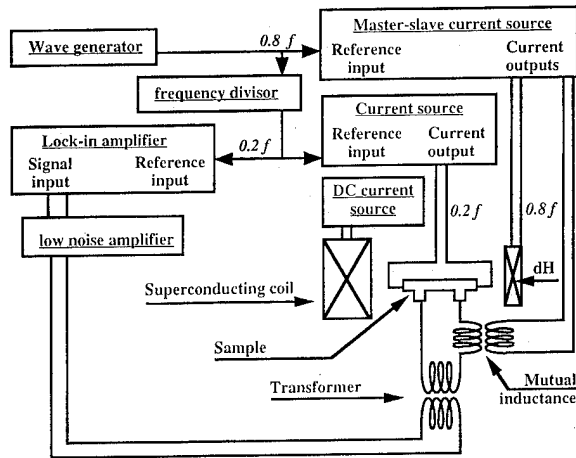 Master-slave current source
Wave generator
0.8 f
Reference
input
Current
outputs
frequency divisor
Current source
Lock-in amplifier
Reference
input
Current
output
Signal
input
Reference
input
0.2 f
DC current
source
0.2 f
0.8 f
low noise amplifier
dH
Superconducting coil
Sample
Transformer
Mutual
inductance